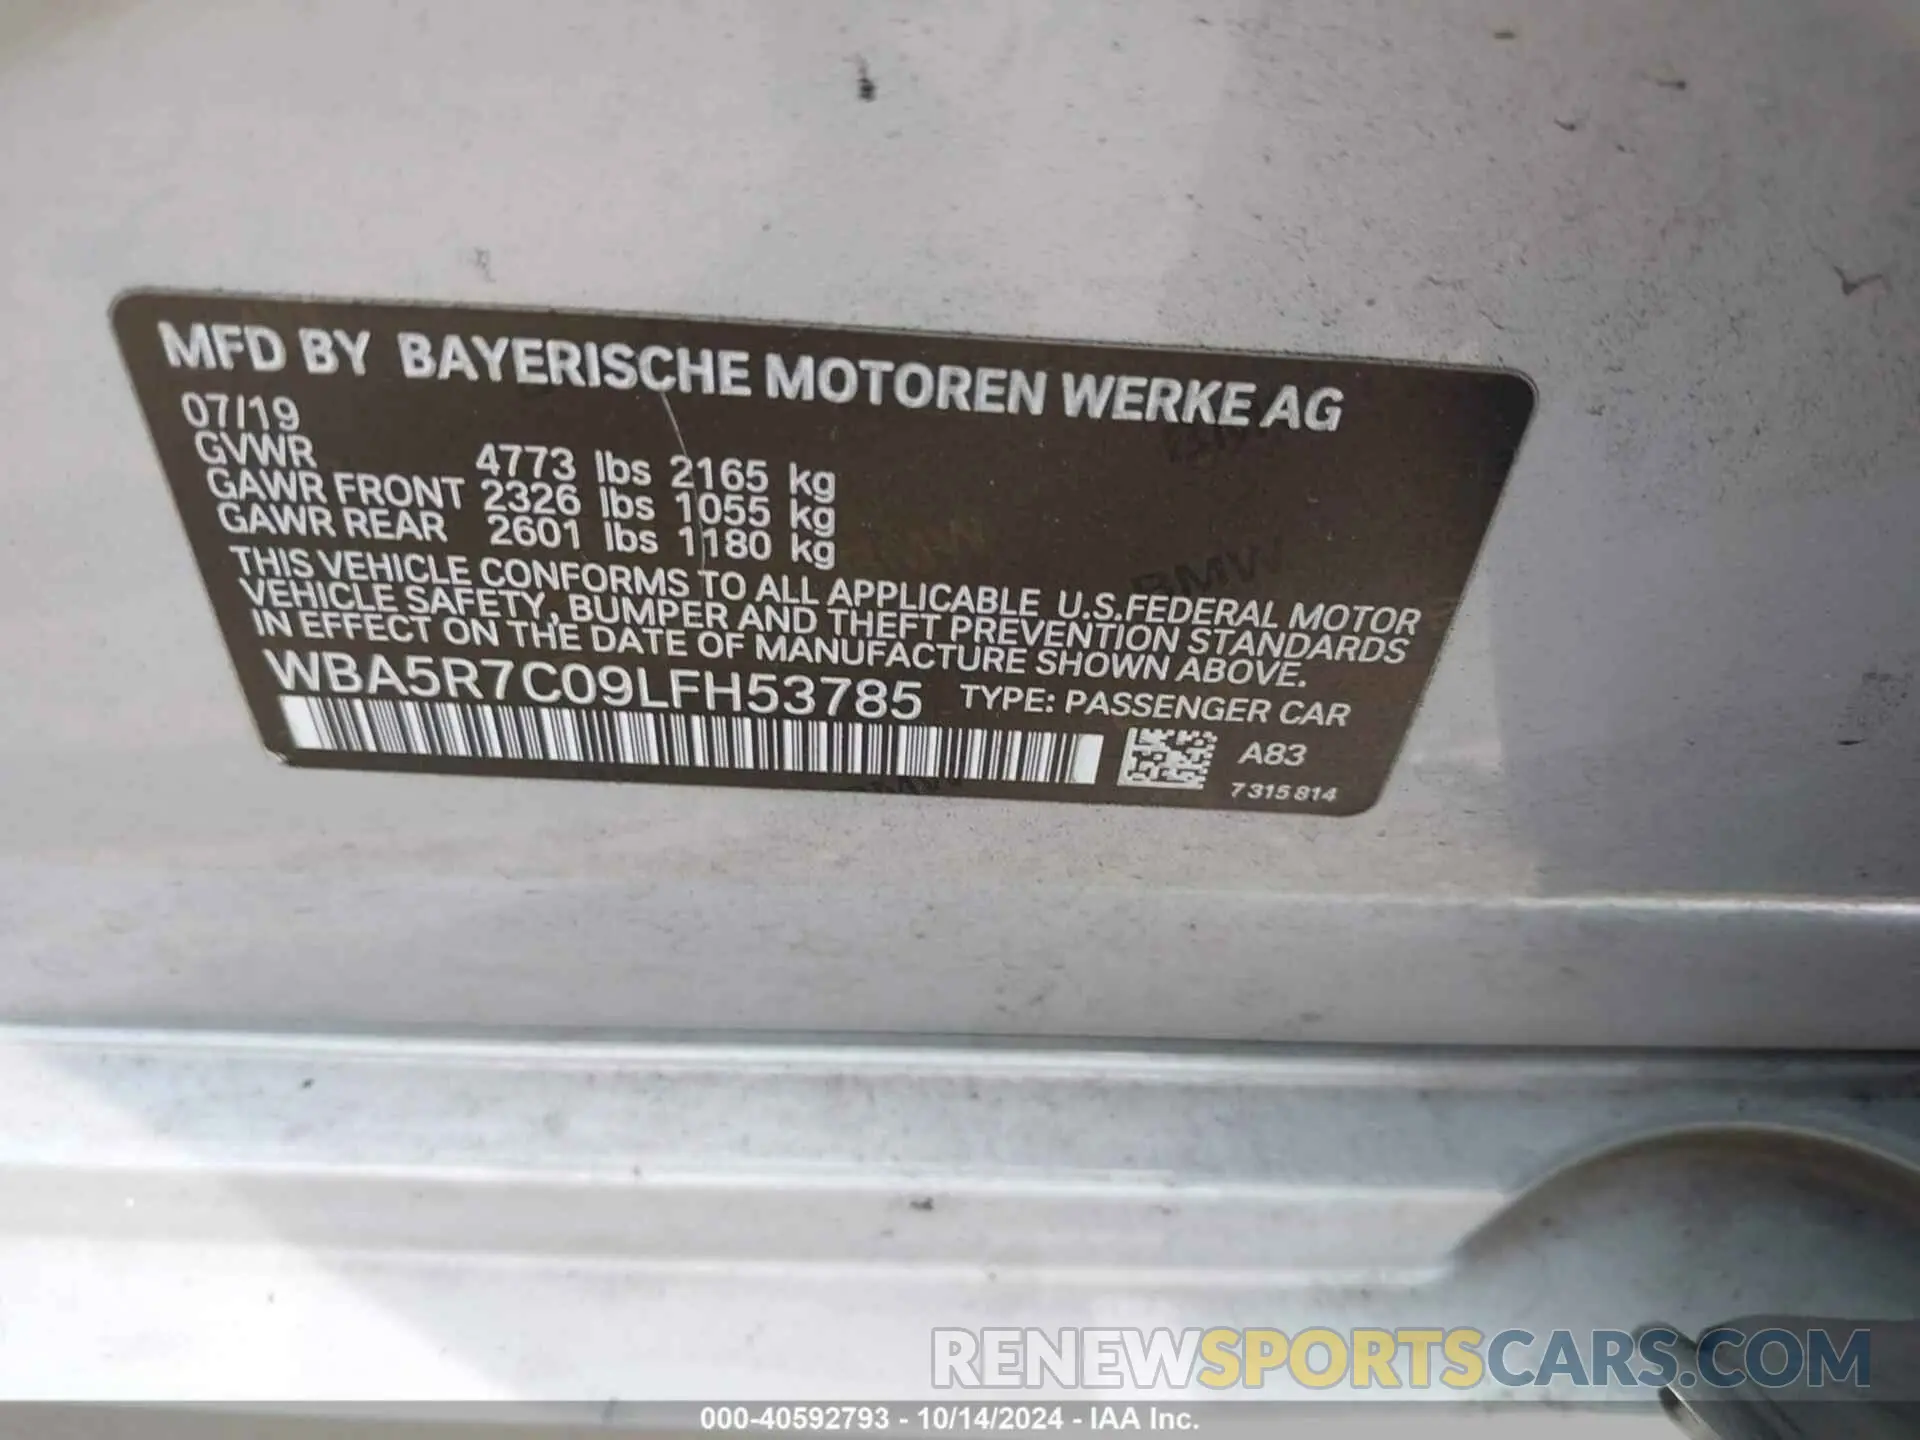 MFD BY BAYERISCHE MOTOREN WERKE AG
07/19
GVWR 4773 lbs 2165 kg
GAWR FRONT 2326 lbs 1055 kg
GAWR REAR 2601 lbs 1180 kg
THIS VEHICLE CONFORMS TO ALL APPLICABLE U.S.FEDERAL MOTOR
VEHICLE SAFETY, BUMPER AND THEFT PREVENTION STANDARDS
IN EFFECT ON THE DATE OF MANUFACTURE SHOWN ABOVE.
WBA5R7C09LFH53785 TYPE: PASSENGER CAR
A83
7315814
BMW
RENEWSPORTSCARS.COM
000-40592793 - 10/14/2024 - IAA Inc.